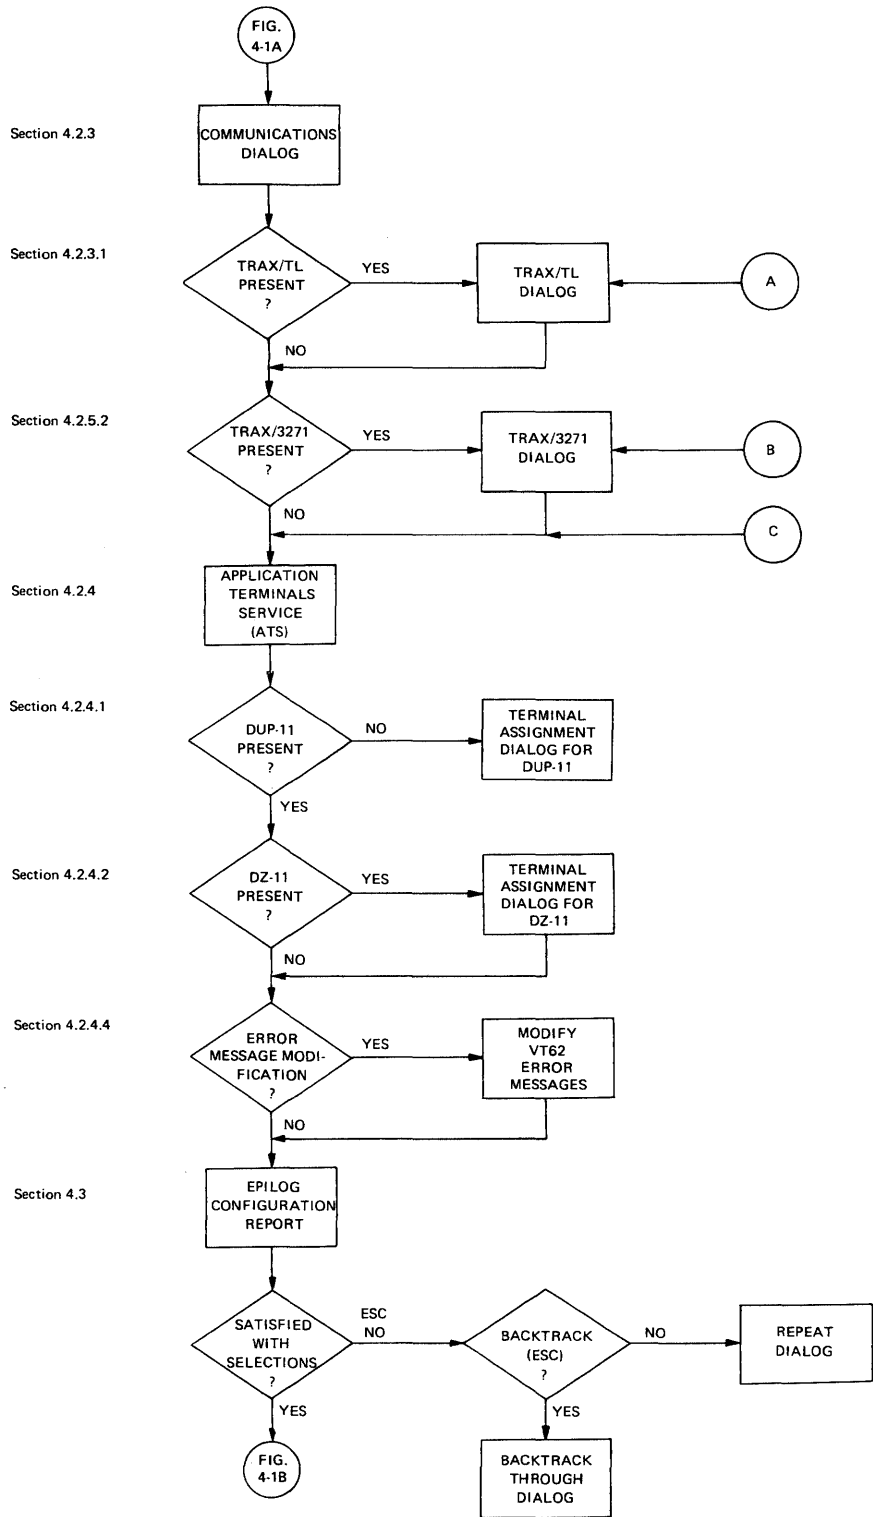 FIG.
4-1A
Section 4.2.3
COMMUNICATIONS
DIALOG
Section 4.2.3.1
TRAX/TL
PRESENT
?
YES
TRAX/TL
DIALOG
A
NO
Section 4.2.5.2
TRAX/3271
PRESENT
?
YES
TRAX/3271
DIALOG
B
NO
C
Section 4.2.4
APPLICATION
TERMINALS
SERVICE
(ATS)
Section 4.2.4.1
DUP-11
PRESENT
?
NO
TERMINAL
ASSIGNMENT
DIALOG FOR
DUP-11
YES
Section 4.2.4.2
DZ-11
PRESENT
?
YES
TERMINAL
ASSIGNMENT
DIALOG FOR
DZ-11
NO
Section 4.2.4.4
ERROR
MESSAGE MODI-
FICATION
?
YES
MODIFY
VT62
ERROR
MESSAGES
NO
Section 4.3
EPILOG
CONFIGURATION
REPORT
SATISFIED
WITH
SELECTIONS
?
ESC
NO
BACKTRACK
(ESC)
?
NO
REPEAT
DIALOG
YES
YES
FIG.
4-1B
BACKTRACK
THROUGH
DIALOG